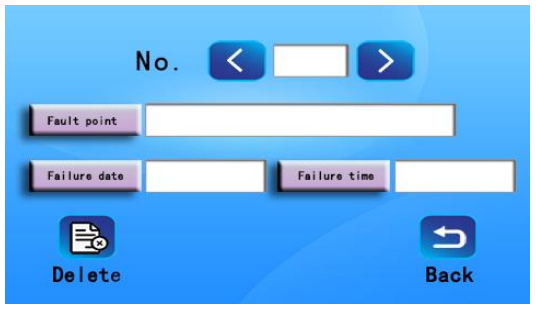 No.
Fault point
Failure date Failure time
Delete Back